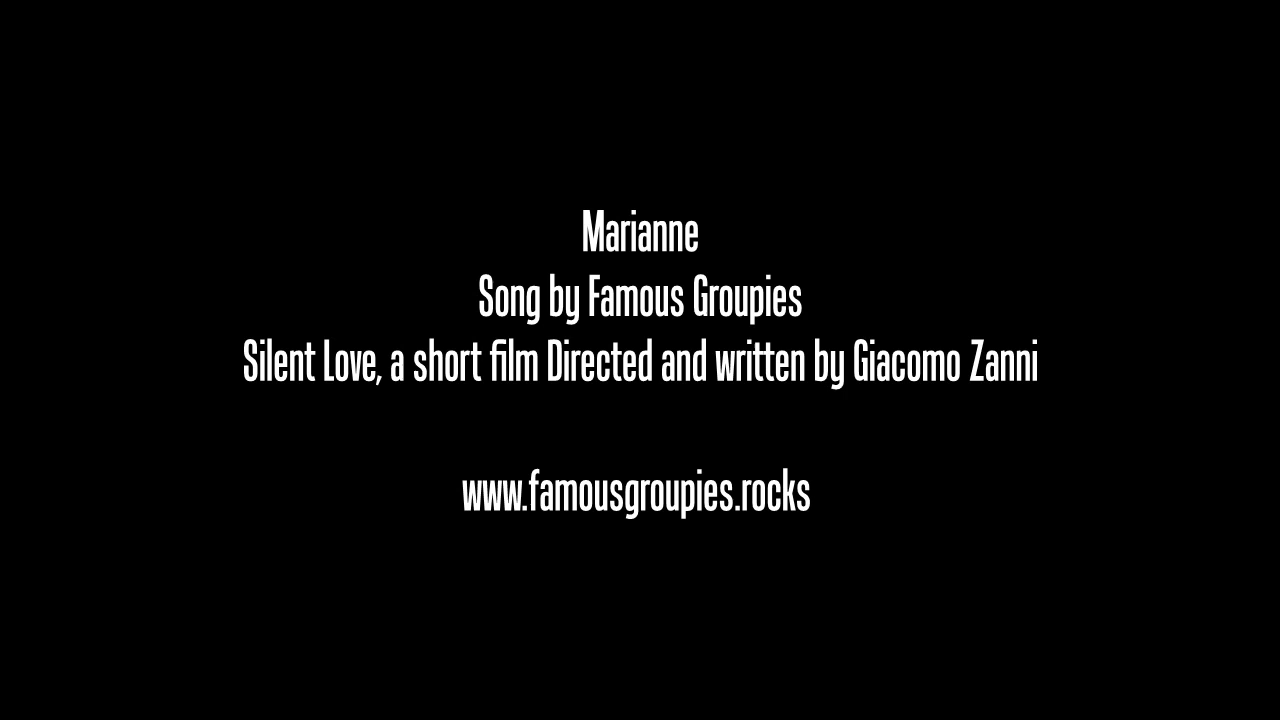 Marianne
Song by Famous Groupies
Silent Love, a short film Directed and written by Giacomo Zanni
www.famousgroupies.rocks